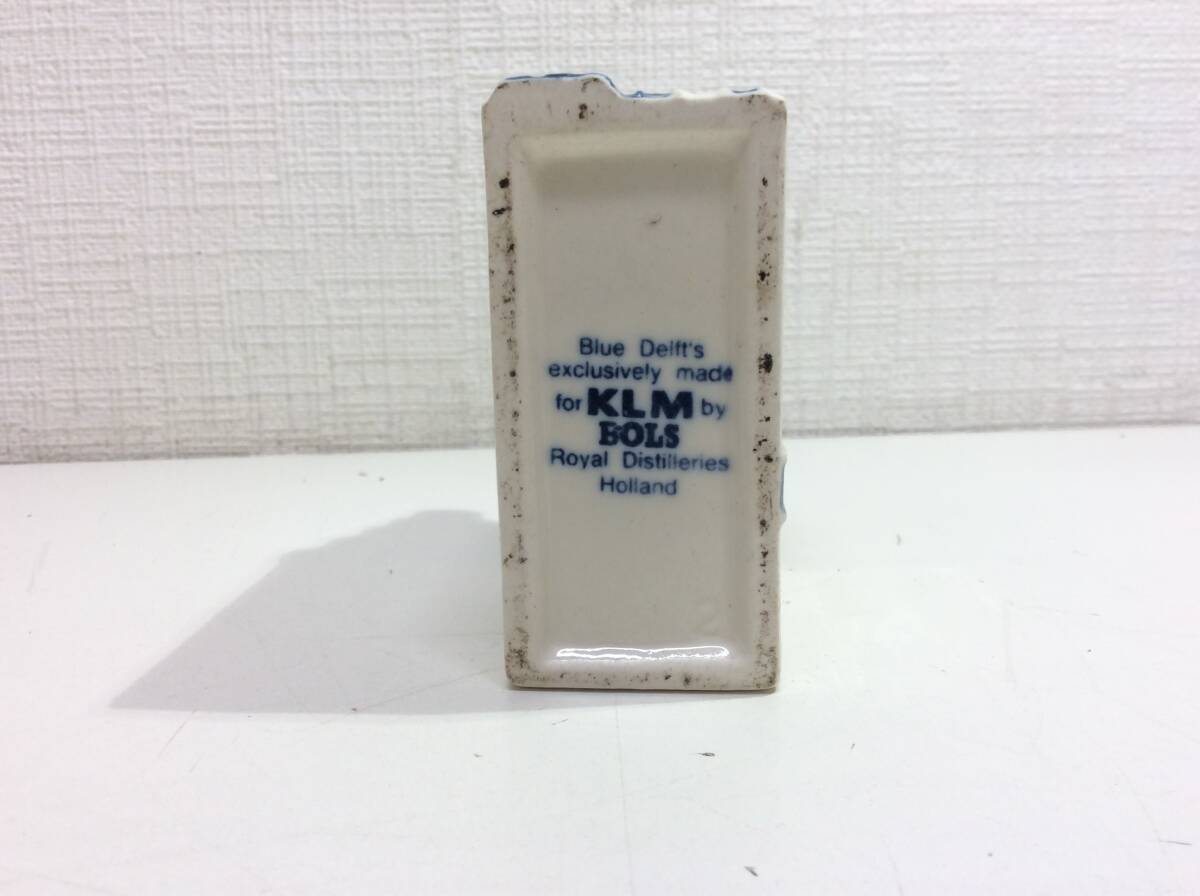 Blue Delft's
exclusively made
for KLM by
BOLS
Royal Distilleries
Holland